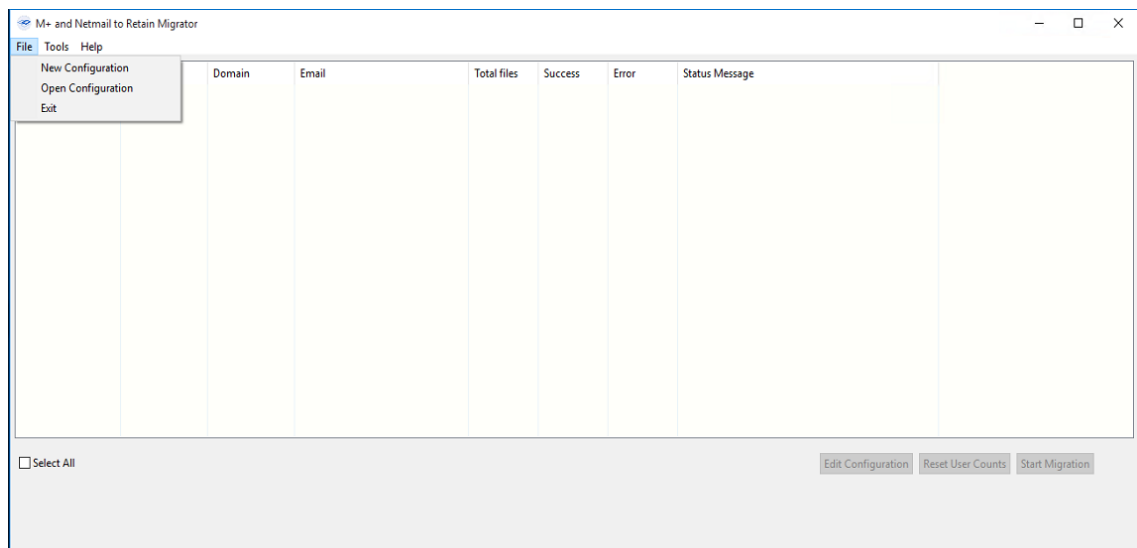 M+ and Netmail to Retain Migrator
File Tools Help
New Configuration
Open Configuration
Exit
Domain Email Total files Success Error Status Message
Select All
Edit Configuration Reset User Counts Start Migration